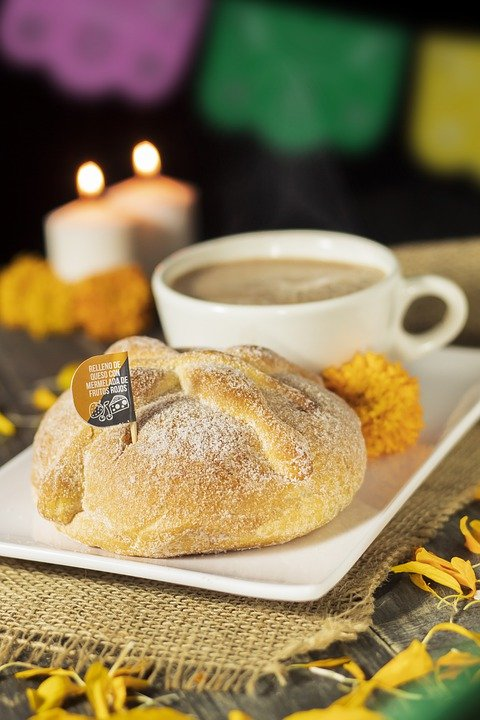 RELLENO DE
QUESO CON
MERMELADA DE
FRUTOS ROJOS